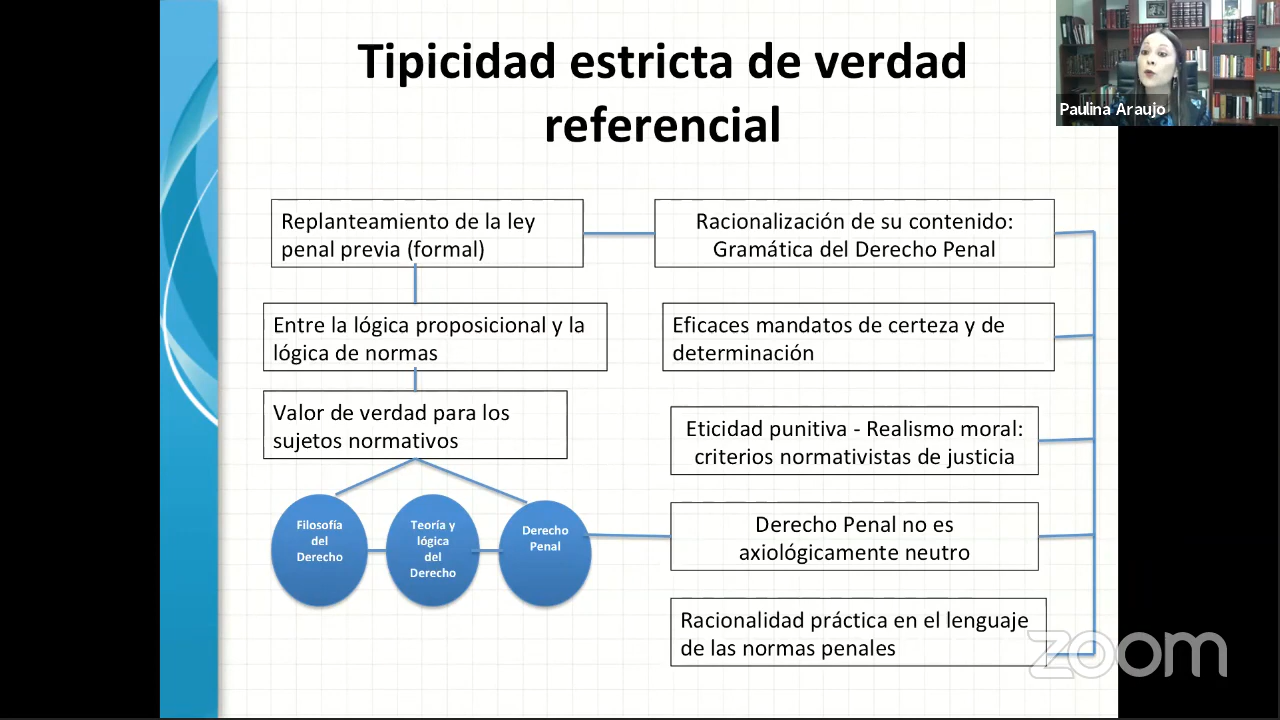 Tipicidad estricta de verdad
referencial
Paulina Araujo
Replanteamiento de la ley
penal previa (formal)
Racionalización de su contenido:
Gramática del Derecho Penal
Entre la lógica proposicional y la
lógica de normas
Eficaces mandatos de certeza y de
determinación
Valor de verdad para los
sujetos normativos
Eticidad punitiva - Realismo moral:
criterios normativistas de justicia
Filosofía
del
Derecho
Teoría y
lógica
del
Derecho
Derecho
Penal
Derecho Penal no es
axiológicamente neutro
Racionalidad práctica en el lenguaje
de las normas penales
zoom